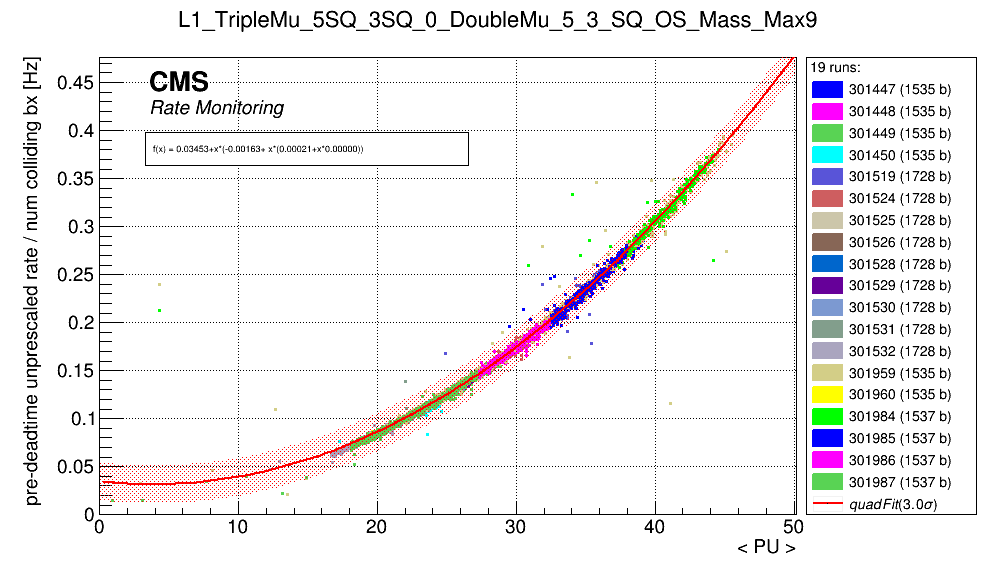 L1_TripleMu_5SQ_3SQ_0_DoubleMu_5_3_SQ_OS_Mass_Max9
pre-deadtime unprescaled rate / num colliding bx [Hz]
CMS
Rate Monitoring
f(x) = 0.03453+x*(-0.00163+ x*(0.00021+x*0.00000))
0.45
0.4
0.35
0.3
0.25
0.2
0.15
0.1
0.05
0
0 10 20 30 40 50
< PU >
19 runs:
301447 (1535 b)
301448 (1535 b)
301449 (1535 b)
301450 (1535 b)
301519 (1728 b)
301524 (1728 b)
301525 (1728 b)
301526 (1728 b)
301528 (1728 b)
301529 (1728 b)
301530 (1728 b)
301531 (1728 b)
301532 (1728 b)
301959 (1535 b)
301960 (1535 b)
301984 (1537 b)
301985 (1537 b)
301986 (1537 b)
301987 (1537 b)
quadFit(3.0σ)